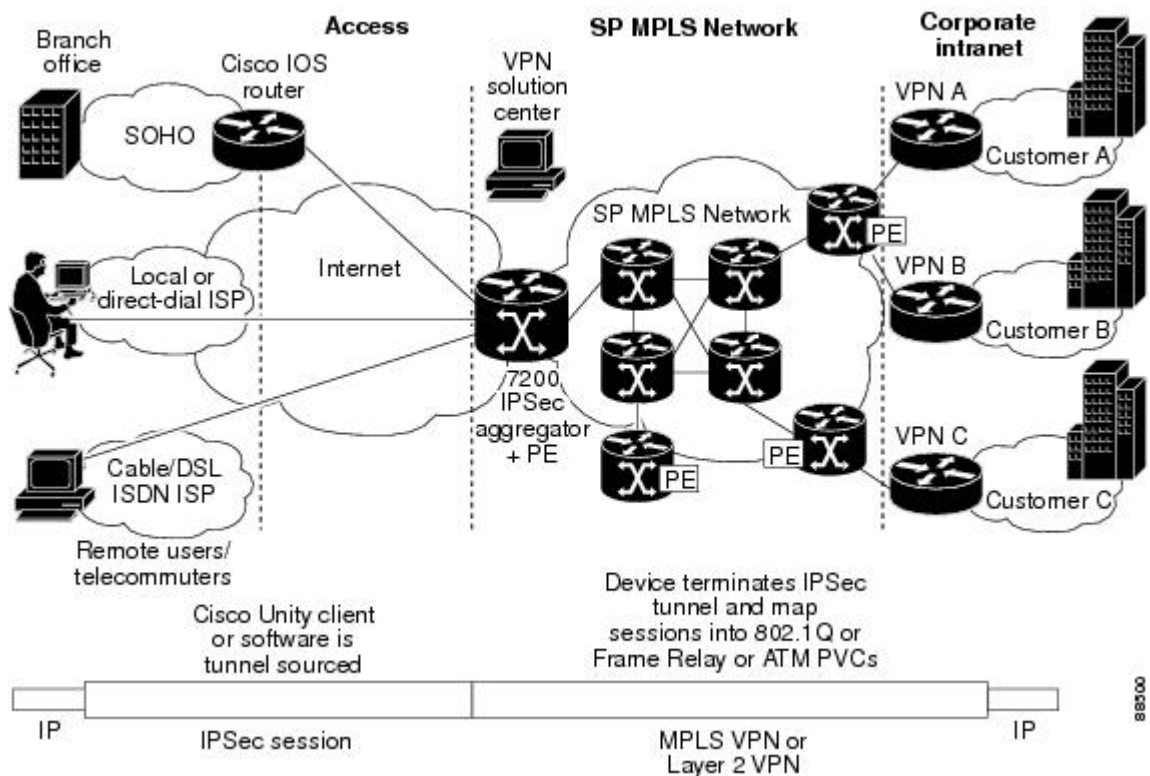 Access
SP MPLS Network
Corporate
intranet
Branch
office
Cisco IOS
router
VPN
solution
center
VPN A
SOHO
Customer A
SP MPLS Network
PE
Internet
Local or
direct-dial ISP
VPN B
Customer B
7200
IPSec
aggregator
+ PE
Cable/DSL
ISDN ISP
PE
PE
VPN C
Customer C
Remote users/
telecommuters
Cisco Unity client
or software is
tunnel sourced
Device terminates IPSec
tunnel and map
sessions into 802.1Q or
Frame Relay or ATM PVCs
IP
IPSec session
MPLS VPN or
Layer 2 VPN
IP
88500